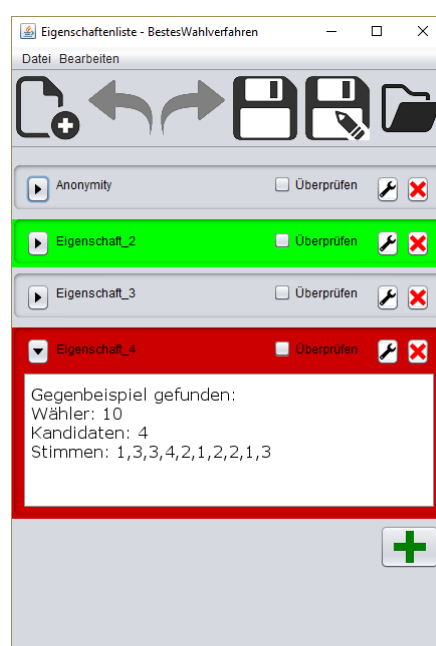 Eigenschaftenliste - BestesWahlverfahren
Datei Bearbeiten
Anonymity Überprüfen
Eigenschaft_2 Überprüfen
Eigenschaft_3 Überprüfen
Eigenschaft_4 Überprüfen
Gegenbeispiel gefunden:
Wähler: 10
Kandidaten: 4
Stimmen: 1,3,3,4,2,1,2,2,1,3